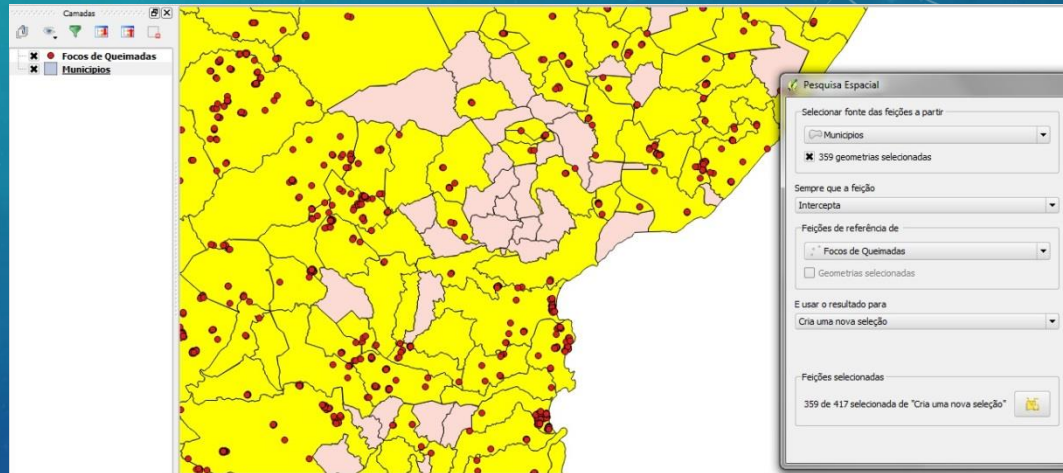 Camadas
Focos de Queimadas
Municípios
Pesquisa Espacial
Selecionar fonte das feições a partir
Municipios
359 geometrias selecionadas
Sempre que a feição
Intercepta
Feições de referência de
Focos de Queimadas
Geometrias selecionadas
E usar o resultado para
Cria uma nova seleção
Feições selecionadas
359 de 417 selecionada de "Cria uma nova seleção"